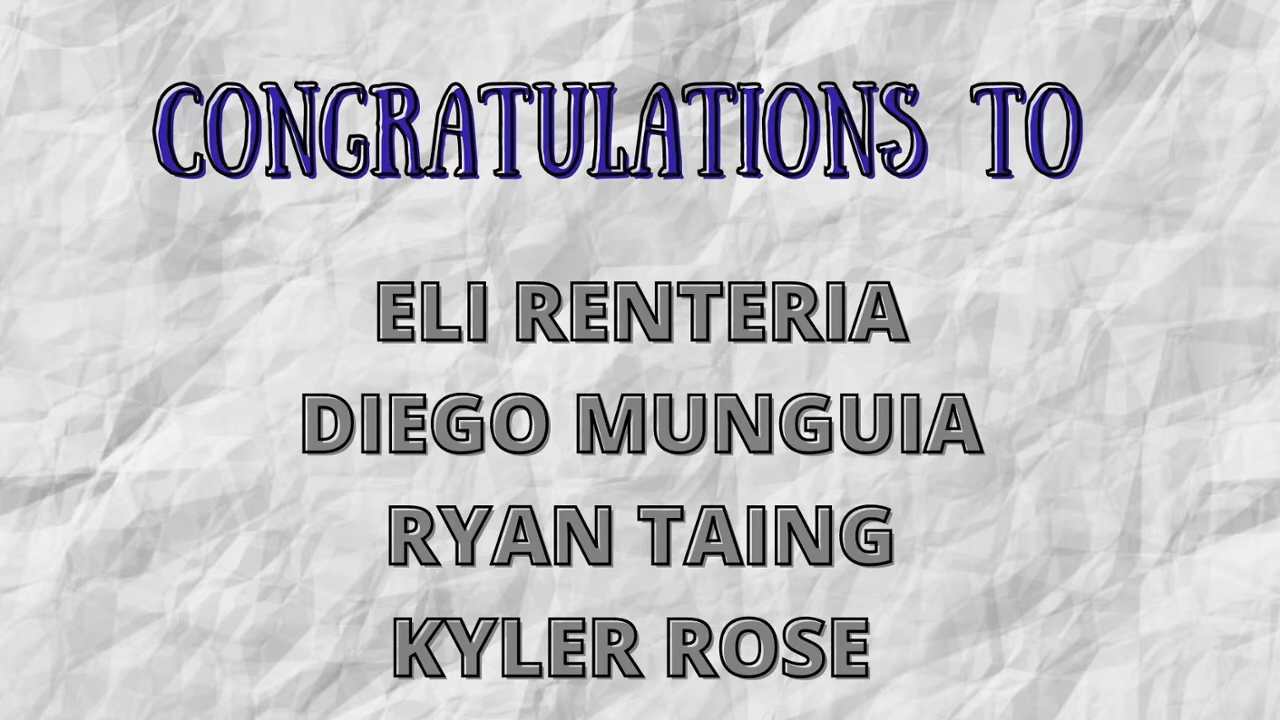 CONGRATULATIONS TO
ELI RENTERIA
DIEGO MUNGUIA
RYAN TAING
KYLER ROSE